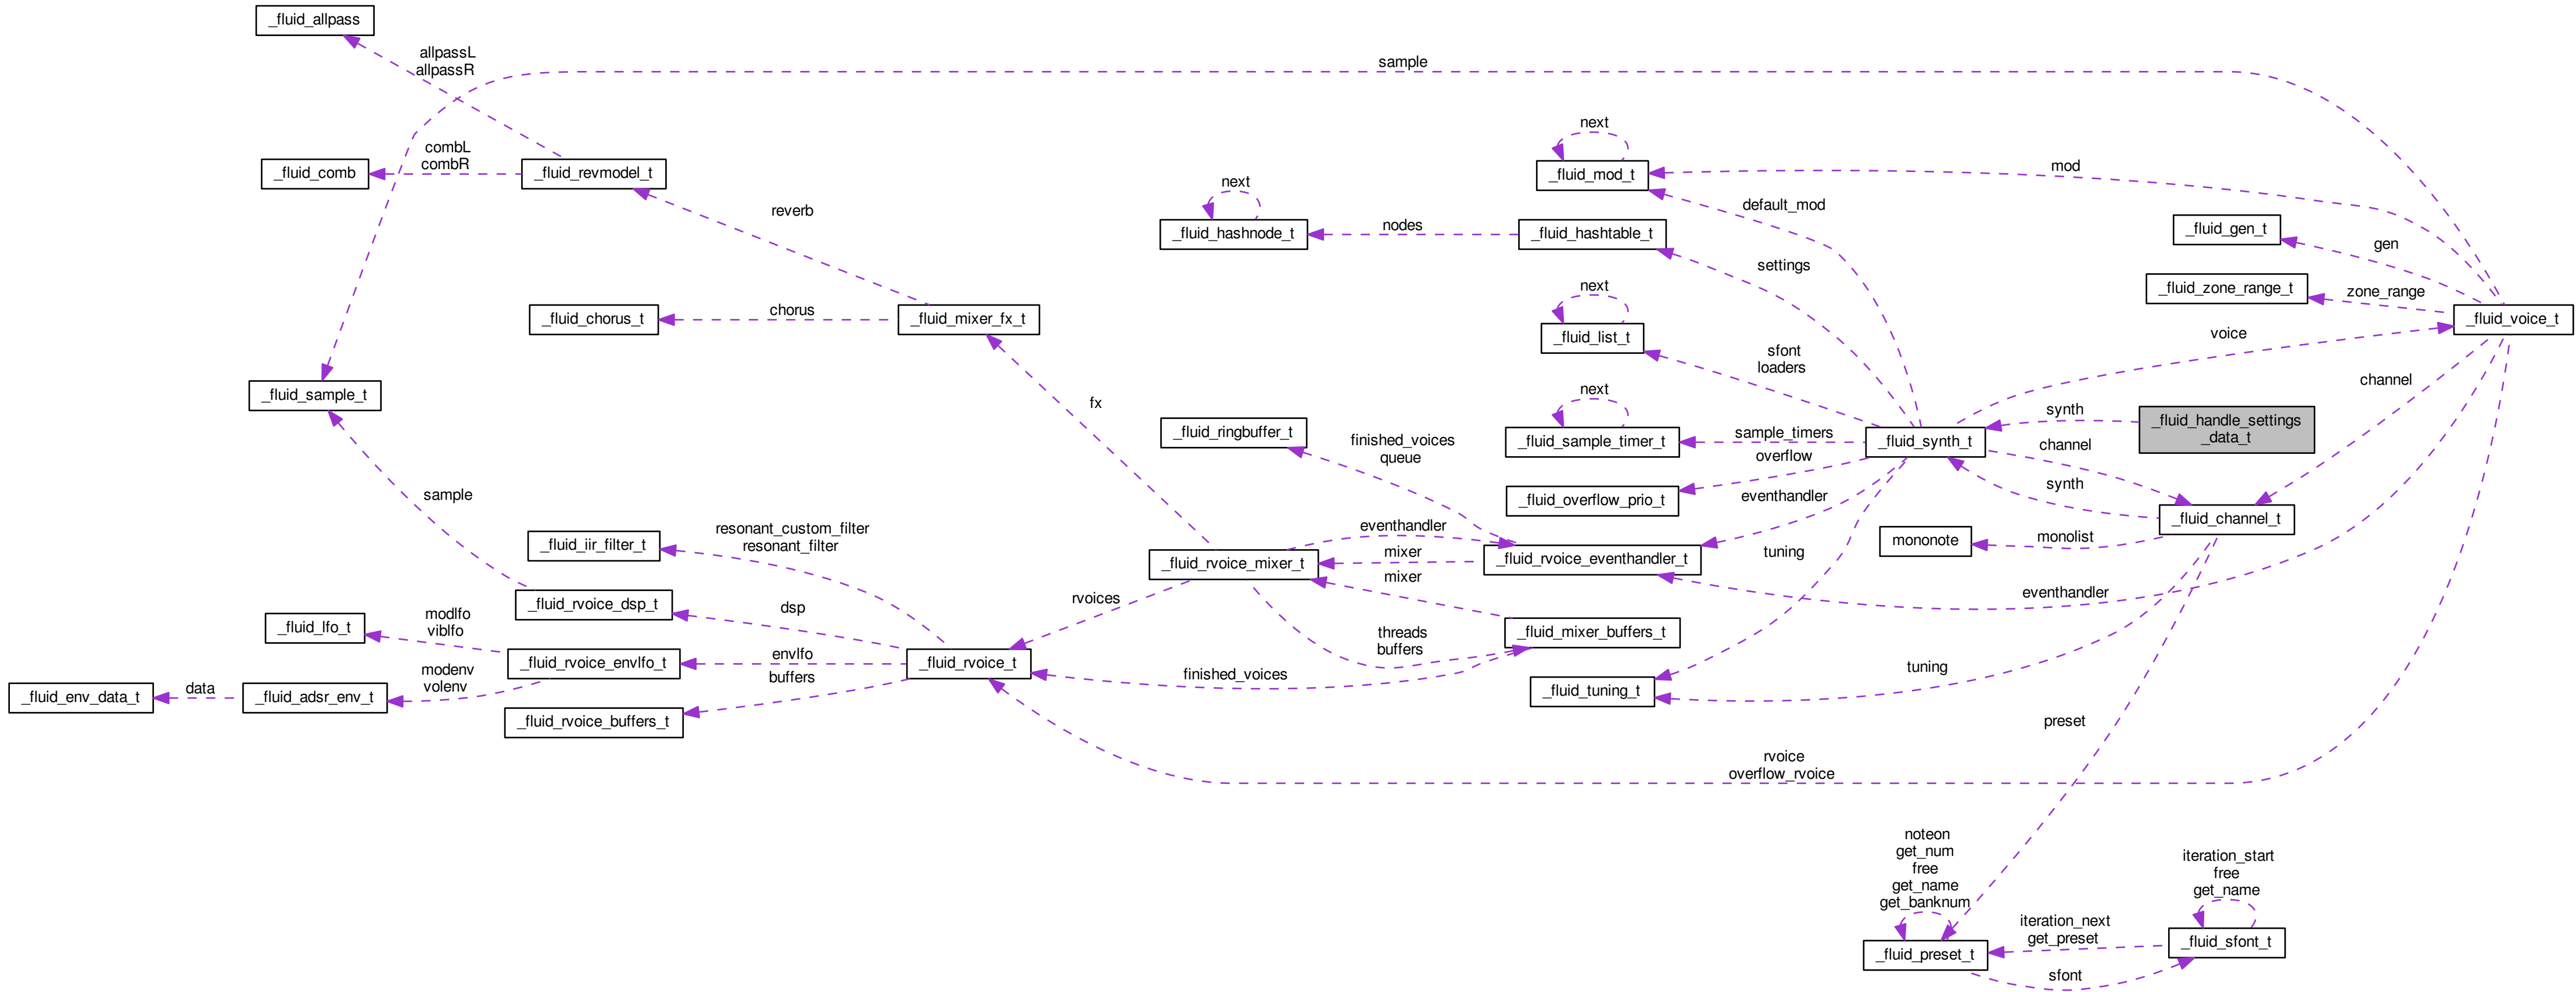 _fluid_allpass
allpassL
allpassR
sample
_fluid_comb
combL
combR
_fluid_revmodel_t
next
_fluid_mod_t
mod
default_mod
next
_fluid_hashnode_t
nodes
_fluid_hashtable_t
_fluid_gen_t
gen
reverb
settings
_fluid_zone_range_t
zone_range
_fluid_voice_t
next
_fluid_list_t
sfont
loaders
voice
_fluid_chorus_t
chorus
_fluid_mixer_fx_t
_fluid_sample_t
fx
next
_fluid_sample_timer_t
sample_timers
_fluid_synth_t
synth
_fluid_handle_settings
_data_t
channel
_fluid_ringbuffer_t
finished_voices
queue
overflow
channel
synth
_fluid_overflow_prio_t
eventhandler
_fluid_channel_t
sample
_fluid_iir_filter_t
resonant_custom_filter
resonant_filter
_fluid_rvoice_mixer_t
eventhandler
mixer
mixer
_fluid_rvoice_eventhandler_t
tuning
mononote
monolist
eventhandler
_fluid_rvoice_dsp_t
dsp
rvoices
_fluid_lfo_t
modlfo
viblfo
threads
buffers
_fluid_mixer_buffers_t
_fluid_rvoice_envlfo_t
envlfo
buffers
_fluid_rvoice_t
finished_voices
_fluid_env_data_t
data
_fluid_adsr_env_t
modenv
volenv
_fluid_rvoice_buffers_t
_fluid_tuning_t
tuning
preset
rvoice
overflow_rvoice
noteon
get_num
free
get_name
get_banknum
_fluid_preset_t
iteration_start
free
get_name
iteration_next
get_preset
_fluid_sfont_t
sfont